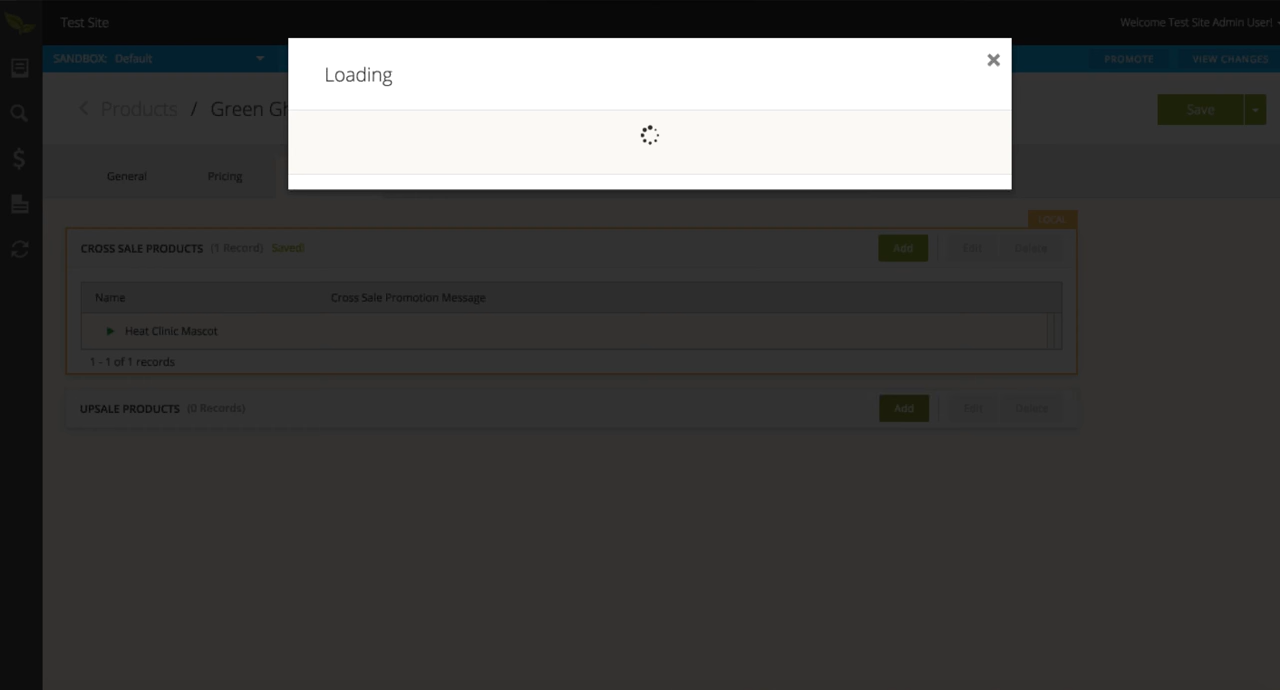 Test Site
Welcome Test Site Admin User!
SANDBOX: Default
PROMOTE
VIEW CHANGES
Loading
Products / Green Gh
Save
General
Pricing
LOCAL
CROSS SALE PRODUCTS (1 Record) Saved!
Add
Edit
Delete
Name
Cross Sale Promotion Message
Heat Clinic Mascot
1 - 1 of 1 records
UPSALE PRODUCTS (0 Records)
Add
Edit
Delete